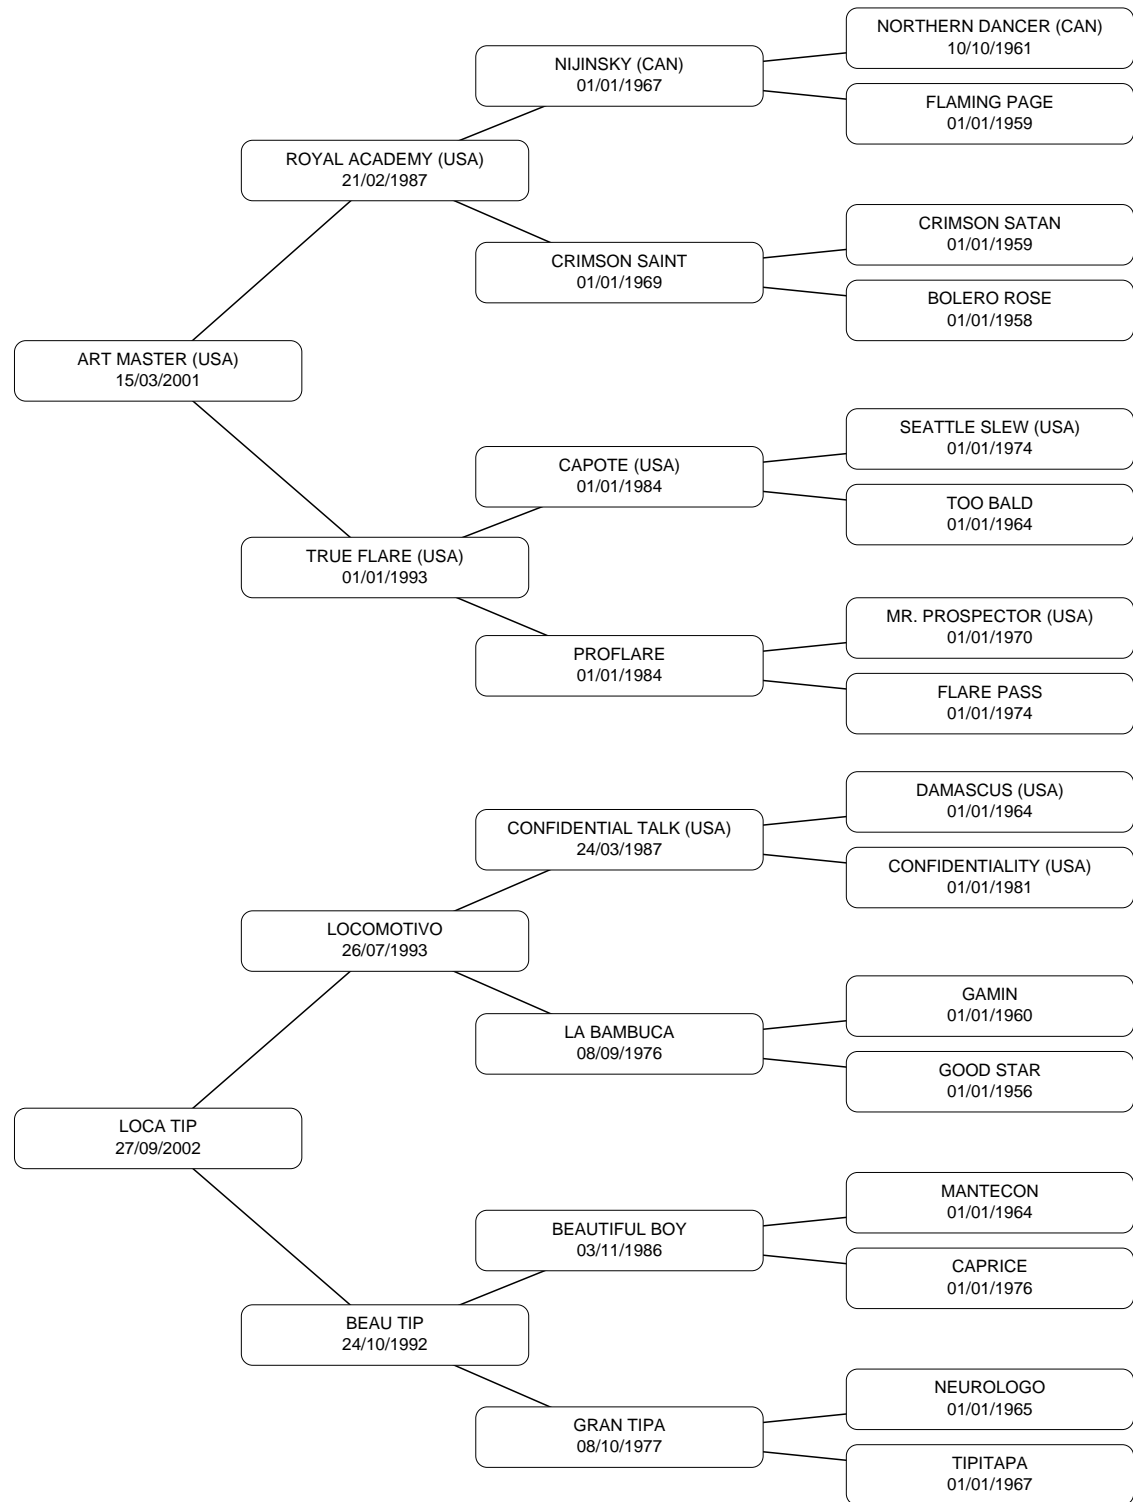 NORTHERN DANCER (CAN)
10/10/1961
NIJINSKY (CAN)
01/01/1967
FLAMING PAGE
01/01/1959
ROYAL ACADEMY (USA)
21/02/1987
CRIMSON SATAN
01/01/1959
CRIMSON SAINT
01/01/1969
BOLERO ROSE
01/01/1958
ART MASTER (USA)
15/03/2001
SEATTLE SLEW (USA)
01/01/1974
CAPOTE (USA)
01/01/1984
TOO BALD
01/01/1964
TRUE FLARE (USA)
01/01/1993
MR. PROSPECTOR (USA)
01/01/1970
PROFLARE
01/01/1984
FLARE PASS
01/01/1974
DAMASCUS (USA)
01/01/1964
CONFIDENTIAL TALK (USA)
24/03/1987
CONFIDENTIALITY (USA)
01/01/1981
LOCOMOTIVO
26/07/1993
GAMIN
01/01/1960
LA BAMBUCA
08/09/1976
GOOD STAR
01/01/1956
LOCA TIP
27/09/2002
MANTECON
01/01/1964
BEAUTIFUL BOY
03/11/1986
CAPRICE
01/01/1976
BEAU TIP
24/10/1992
NEUROLOGO
01/01/1965
GRAN TIPA
08/10/1977
TIPITAPA
01/01/1967